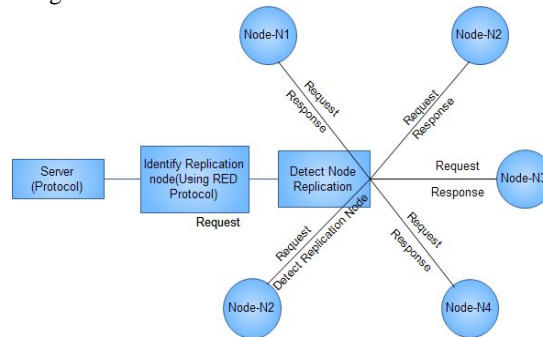 Node-N1
Node-N2
Request
Response
Request
Response
Server
(Protocol)
Identify Replication
node(Using RED
Protocol)
Request
Detect Node
Replication
Request
Response
Node-N3
Request
Detect Replication Node
Request
Response
Node-N2
Node-N4